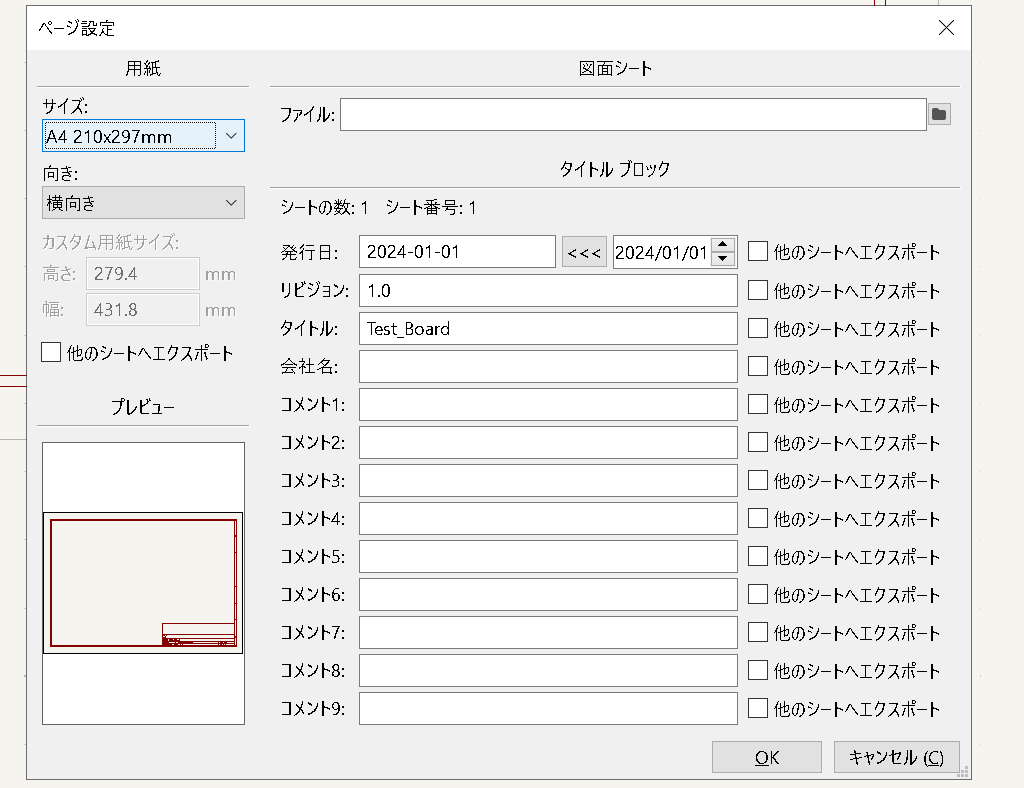 ページ設定
用紙
図面シート
サイズ:
A4 210x297mm
ファイル:
向き:
横向き
タイトル ブロック
シートの数: 1 シート番号: 1
カスタム用紙サイズ:
高さ: 279.4 mm
幅: 431.8 mm
他のシートへエクスポート
プレビュー
発行日: 2024-01-01 <<< 2024/01/01 他のシートへエクスポート
リビジョン: 1.0 他のシートへエクスポート
タイトル: Test_Board 他のシートへエクスポート
会社名: 他のシートへエクスポート
コメント1: 他のシートへエクスポート
コメント2: 他のシートへエクスポート
コメント3: 他のシートへエクスポート
コメント4: 他のシートへエクスポート
コメント5: 他のシートへエクスポート
コメント6: 他のシートへエクスポート
コメント7: 他のシートへエクスポート
コメント8: 他のシートへエクスポート
コメント9: 他のシートへエクスポート
OK キャンセル (C)